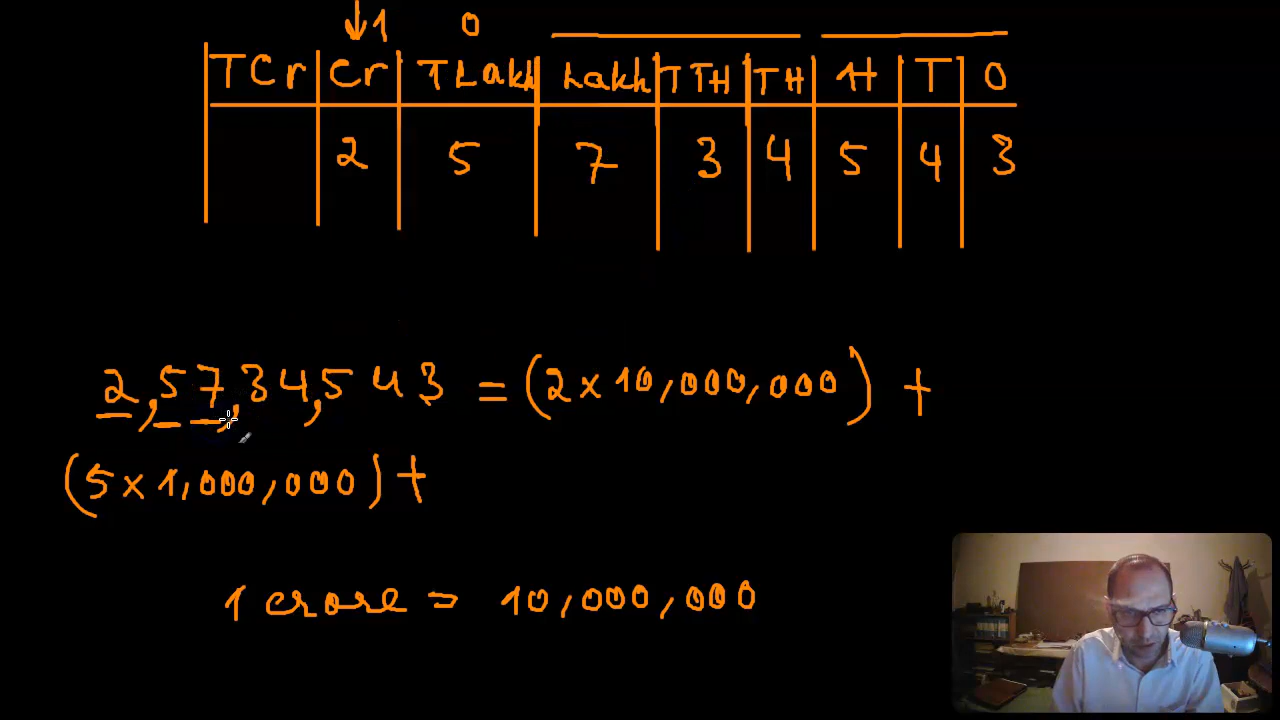 ↓1 0
TCr Cr TLakh Lakh TTH TH H T O
2 5 7 3 4 5 4 3
2,57,34,543 = (2×10,000,000) +
(5×1,000,000) +
1 crore = 10,000,000